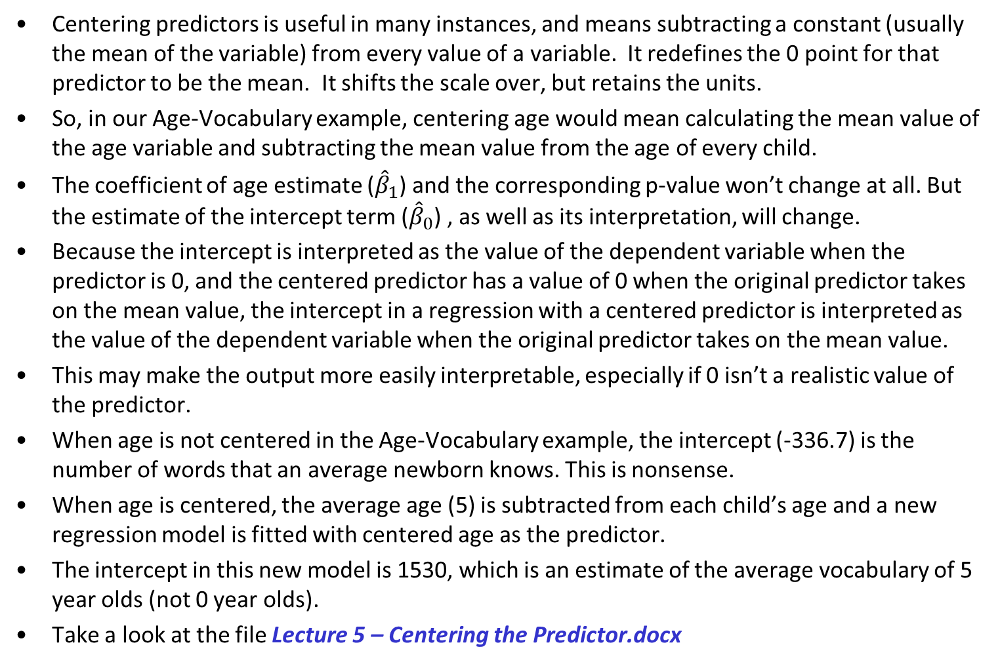 • Centering predictors is useful in many instances, and means subtracting a constant (usually
the mean of the variable) from every value of a variable.  It redefines the 0 point for that
predictor to be the mean.  It shifts the scale over, but retains the units.
• So, in our Age-Vocabulary example, centering age would mean calculating the mean value of
the age variable and subtracting the mean value from the age of every child.
• The coefficient of age estimate (β̂₁) and the corresponding p-value won’t change at all. But
the estimate of the intercept term (β̂₀) , as well as its interpretation, will change.
• Because the intercept is interpreted as the value of the dependent variable when the
predictor is 0, and the centered predictor has a value of 0 when the original predictor takes
on the mean value, the intercept in a regression with a centered predictor is interpreted as
the value of the dependent variable when the original predictor takes on the mean value.
• This may make the output more easily interpretable, especially if 0 isn’t a realistic value of
the predictor.
• When age is not centered in the Age-Vocabulary example, the intercept (-336.7) is the
number of words that an average newborn knows. This is nonsense.
• When age is centered, the average age (5) is subtracted from each child’s age and a new
regression model is fitted with centered age as the predictor.
• The intercept in this new model is 1530, which is an estimate of the average vocabulary of 5
year olds (not 0 year olds).
• Take a look at the file Lecture 5 – Centering the Predictor.docx